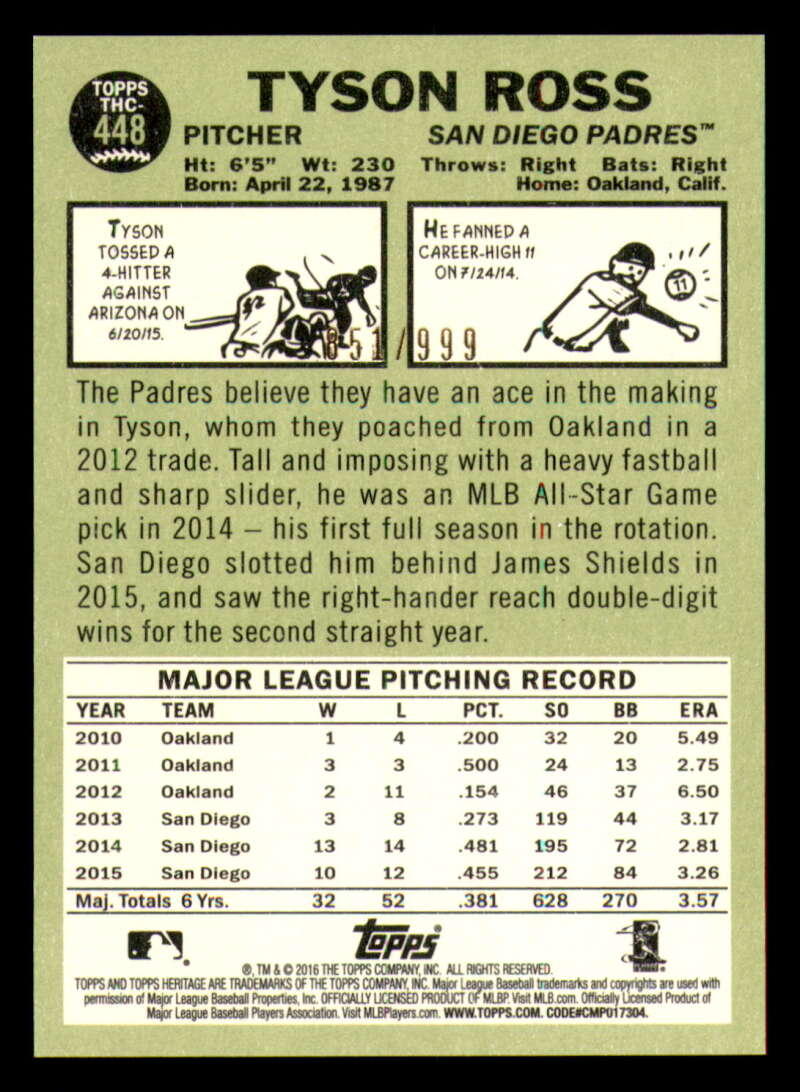 TOPPS
THC-
448
TYSON ROSS
PITCHER SAN DIEGO PADRES™
Ht: 6'5" Wt: 230 Throws: Right Bats: Right
Born: April 22, 1987 Home: Oakland, Calif.
TYSON
TOSSED A
4-HITTER
AGAINST
ARIZONA ON
6/20/15.
HE FANNED A
CAREER-HIGH 11
ON 7/24/14.
11
851/999
The Padres believe they have an ace in the making
in Tyson, whom they poached from Oakland in a
2012 trade. Tall and imposing with a heavy fastball
and sharp slider, he was an MLB All-Star Game
pick in 2014 – his first full season in the rotation.
San Diego slotted him behind James Shields in
2015, and saw the right-hander reach double-digit
wins for the second straight year.
MAJOR LEAGUE PITCHING RECORD
YEAR TEAM W L PCT. SO BB ERA
2010 Oakland 1 4 .200 32 20 5.49
2011 Oakland 3 3 .500 24 13 2.75
2012 Oakland 2 11 .154 46 37 6.50
2013 San Diego 3 8 .273 119 44 3.17
2014 San Diego 13 14 .481 195 72 2.81
2015 San Diego 10 12 .455 212 84 3.26
Maj. Totals 6 Yrs. 32 52 .381 628 270 3.57
topps
®, TM & © 2016 THE TOPPS COMPANY, INC. ALL RIGHTS RESERVED.
TOPPS AND TOPPS HERITAGE ARE TRADEMARKS OF THE TOPPS COMPANY, INC. Major League Baseball trademarks and copyrights are used with
permission of Major League Baseball Properties, Inc. OFFICIALLY LICENSED PRODUCT OF MLBP. Visit MLB.com. Officially Licensed Product of
Major League Baseball Players Association. Visit MLBPlayers.com. WWW.TOPPS.COM. CODE#CMP017304.